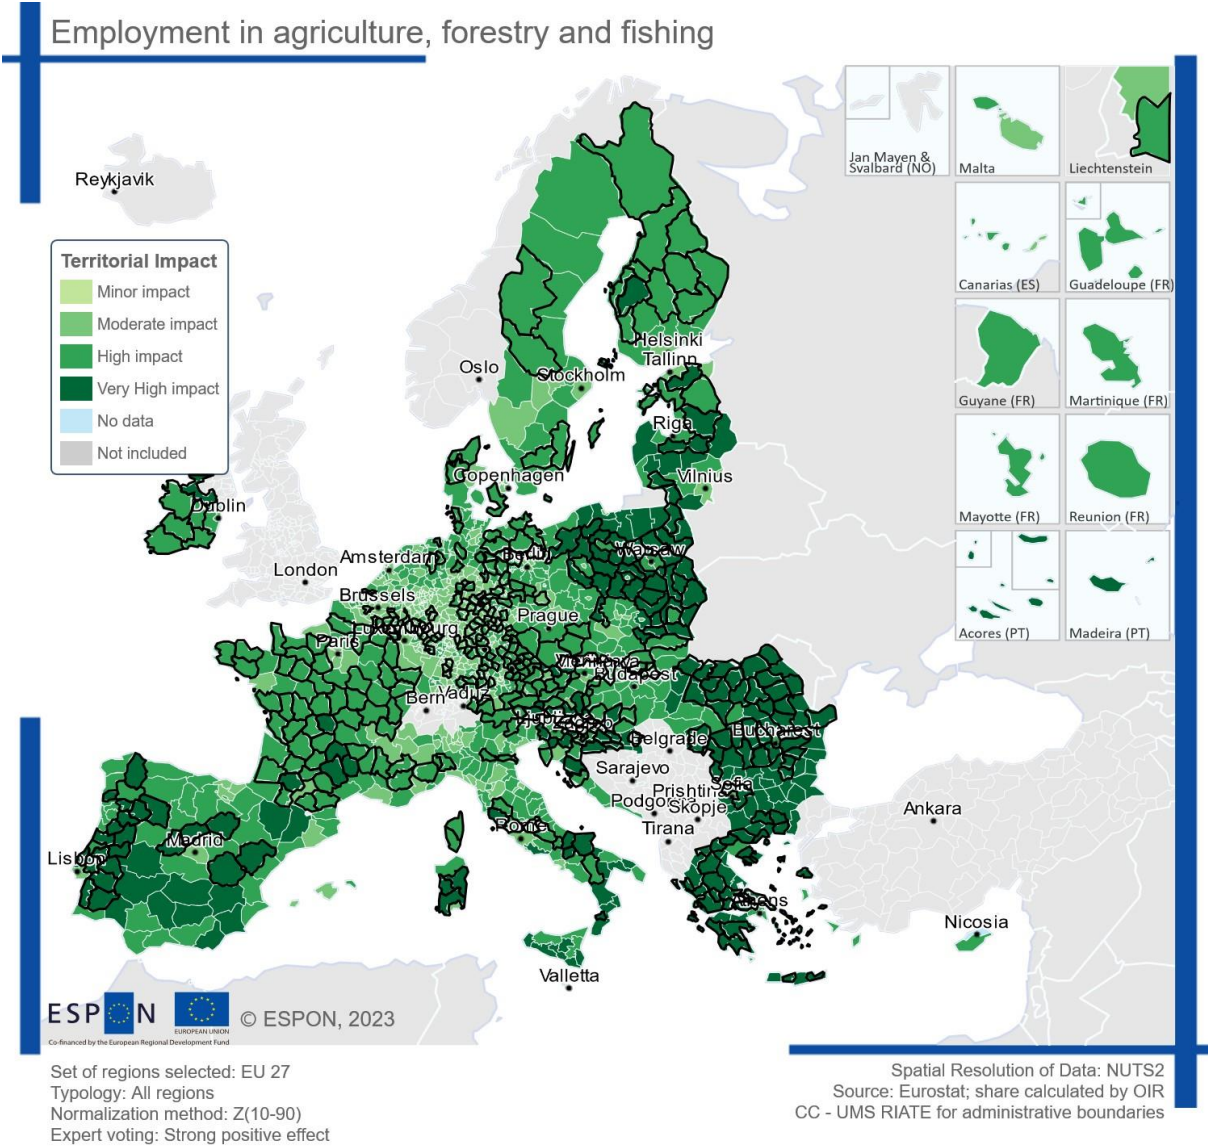 Employment in agriculture, forestry and fishing
Reykjavik
Jan Mayen &
Svalbard (NO)
Malta
Liechtenstein
Territorial Impact
Minor impact
Moderate impact
High impact
Very High impact
No data
Not included
Canarias (ES)
Guadeloupe (FR)
Helsinki
Tallinn
Oslo
Stockholm
Guyane (FR)
Martinique (FR)
Riga
Copenhagen
Vilnius
Dublin
Mayotte (FR)
Reunion (FR)
Amsterdam
Berlin
Warsaw
London
Brussels
Prague
Luxembourg
Paris
Acores (PT)
Madeira (PT)
Budapest
Bern
Vaduz
Bucharest
Belgrade
Sarajevo
Sofia
Prishtina
Podgorica
Skopje
Ankara
Rome
Tirana
Madrid
Lisbon
Athens
Nicosia
Valletta
ESPON
EUROPEAN UNION
© ESPON, 2023
Co-financed by the European Regional Development Fund
Set of regions selected: EU 27
Typology: All regions
Normalization method: Z(10-90)
Expert voting: Strong positive effect
Spatial Resolution of Data: NUTS2
Source: Eurostat; share calculated by OIR
CC - UMS RIATE for administrative boundaries